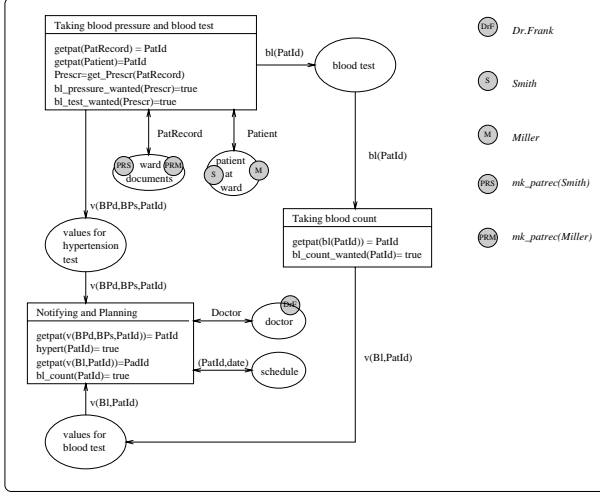 Taking blood pressure and blood test
getpat(PatRecord) = PatId
getpat(Patient)=PatId
Prescr=get_Prescr(PatRecord)
bl_pressure_wanted(Prescr)=true
bl_test_wanted(Prescr)=true
bl(PatId)
blood test
PatRecord
Patient
PRS
ward
PRM
documents
patient
S
at
M
ward
bl(PatId)
v(BPd,BPs,PatId)
Taking blood count
getpat(bl(PatId)) = PatId
bl_count_wanted(PatId)= true
values for
hypertension
test
v(BPd,BPs,PatId)
Notifying and Planning
getpat(v(BPd,BPs,PatId))= PatId
hypert(PatId)= true
getpat(v(Bl,PatId))=PadId
bl_count(PatId)= true
Doctor
DrF
doctor
(PatId,date)
schedule
v(Bl,PatId)
v(Bl,PatId)
values for
blood test
DrF
Dr.Frank
S
Smith
M
Miller
PRS
mk_patrec(Smith)
PRM
mk_patrec(Miller)